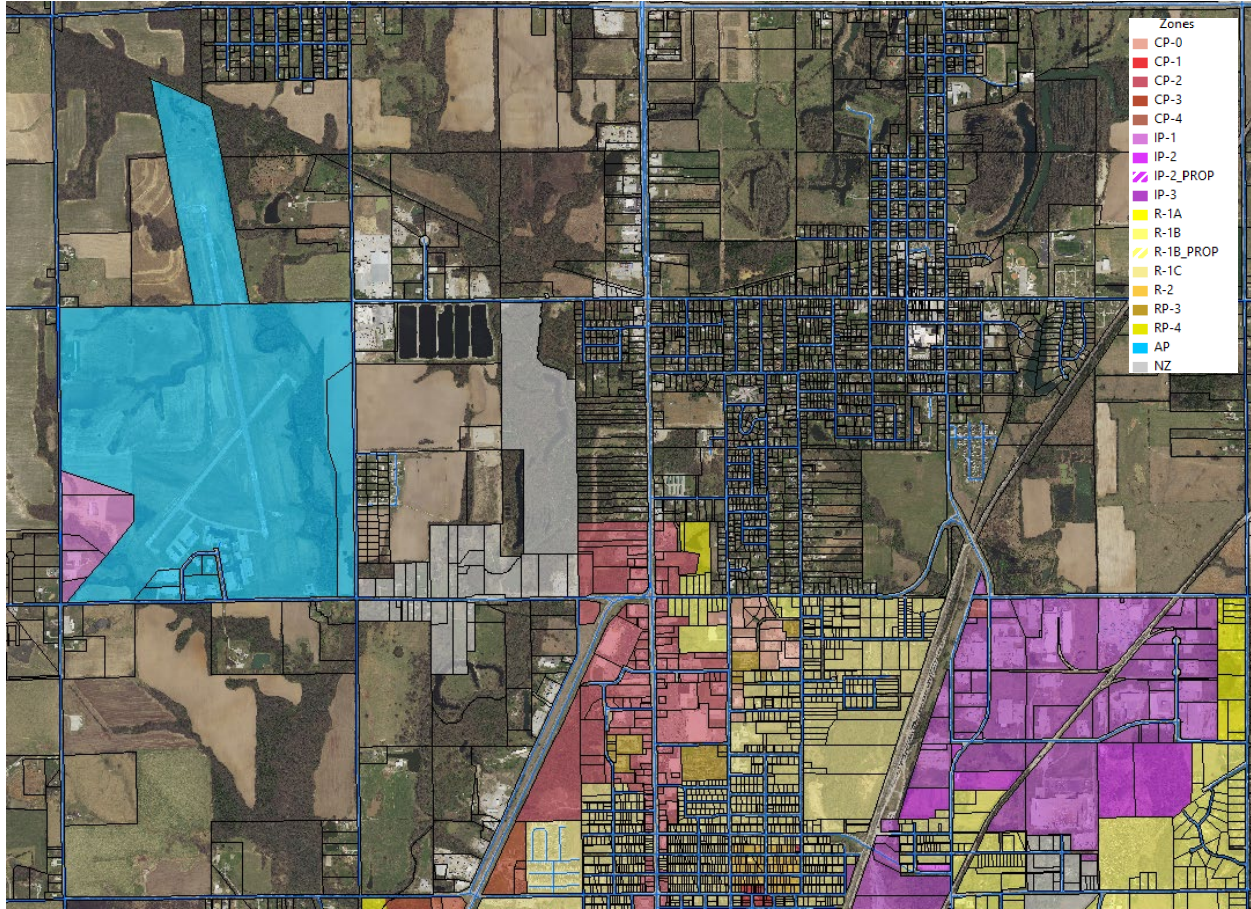 Zones
CP-0
CP-1
CP-2
CP-3
CP-4
IP-1
IP-2
IP-2_PROP
IP-3
R-1A
R-1B
R-1B_PROP
R-1C
R-2
RP-3
RP-4
AP
NZ